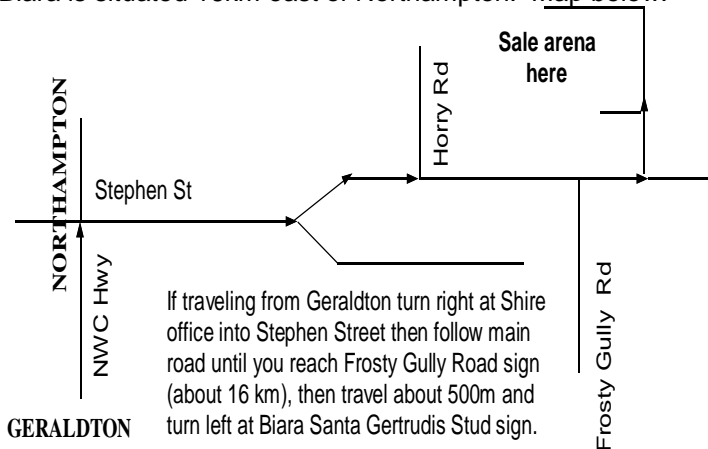 Biara is situated 16km east of Northampton. Map below.
Sale arena
here
Horry Rd
NORTHAMPTON
Stephen St
NWC Hwy
If traveling from Geraldton turn right at Shire
office into Stephen Street then follow main
road until you reach Frosty Gully Road sign
(about 16 km), then travel about 500m and
turn left at Biara Santa Gertrudis Stud sign.
Frosty Gully Rd
GERALDTON